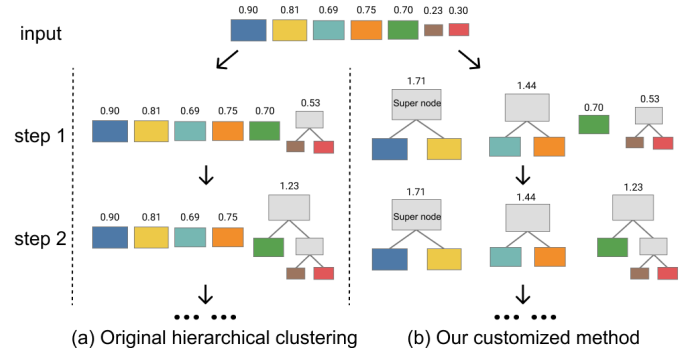 0.90 0.81 0.69 0.75 0.70 0.23 0.30
input
1.71 1.44
0.90 0.81 0.69 0.75 0.70 0.53 Super node 0.70 0.53
step 1
1.23 1.71 1.44 1.23
0.90 0.81 0.69 0.75 Super node
step 2
... ... ... ...
(a) Original hierarchical clustering (b) Our customized method